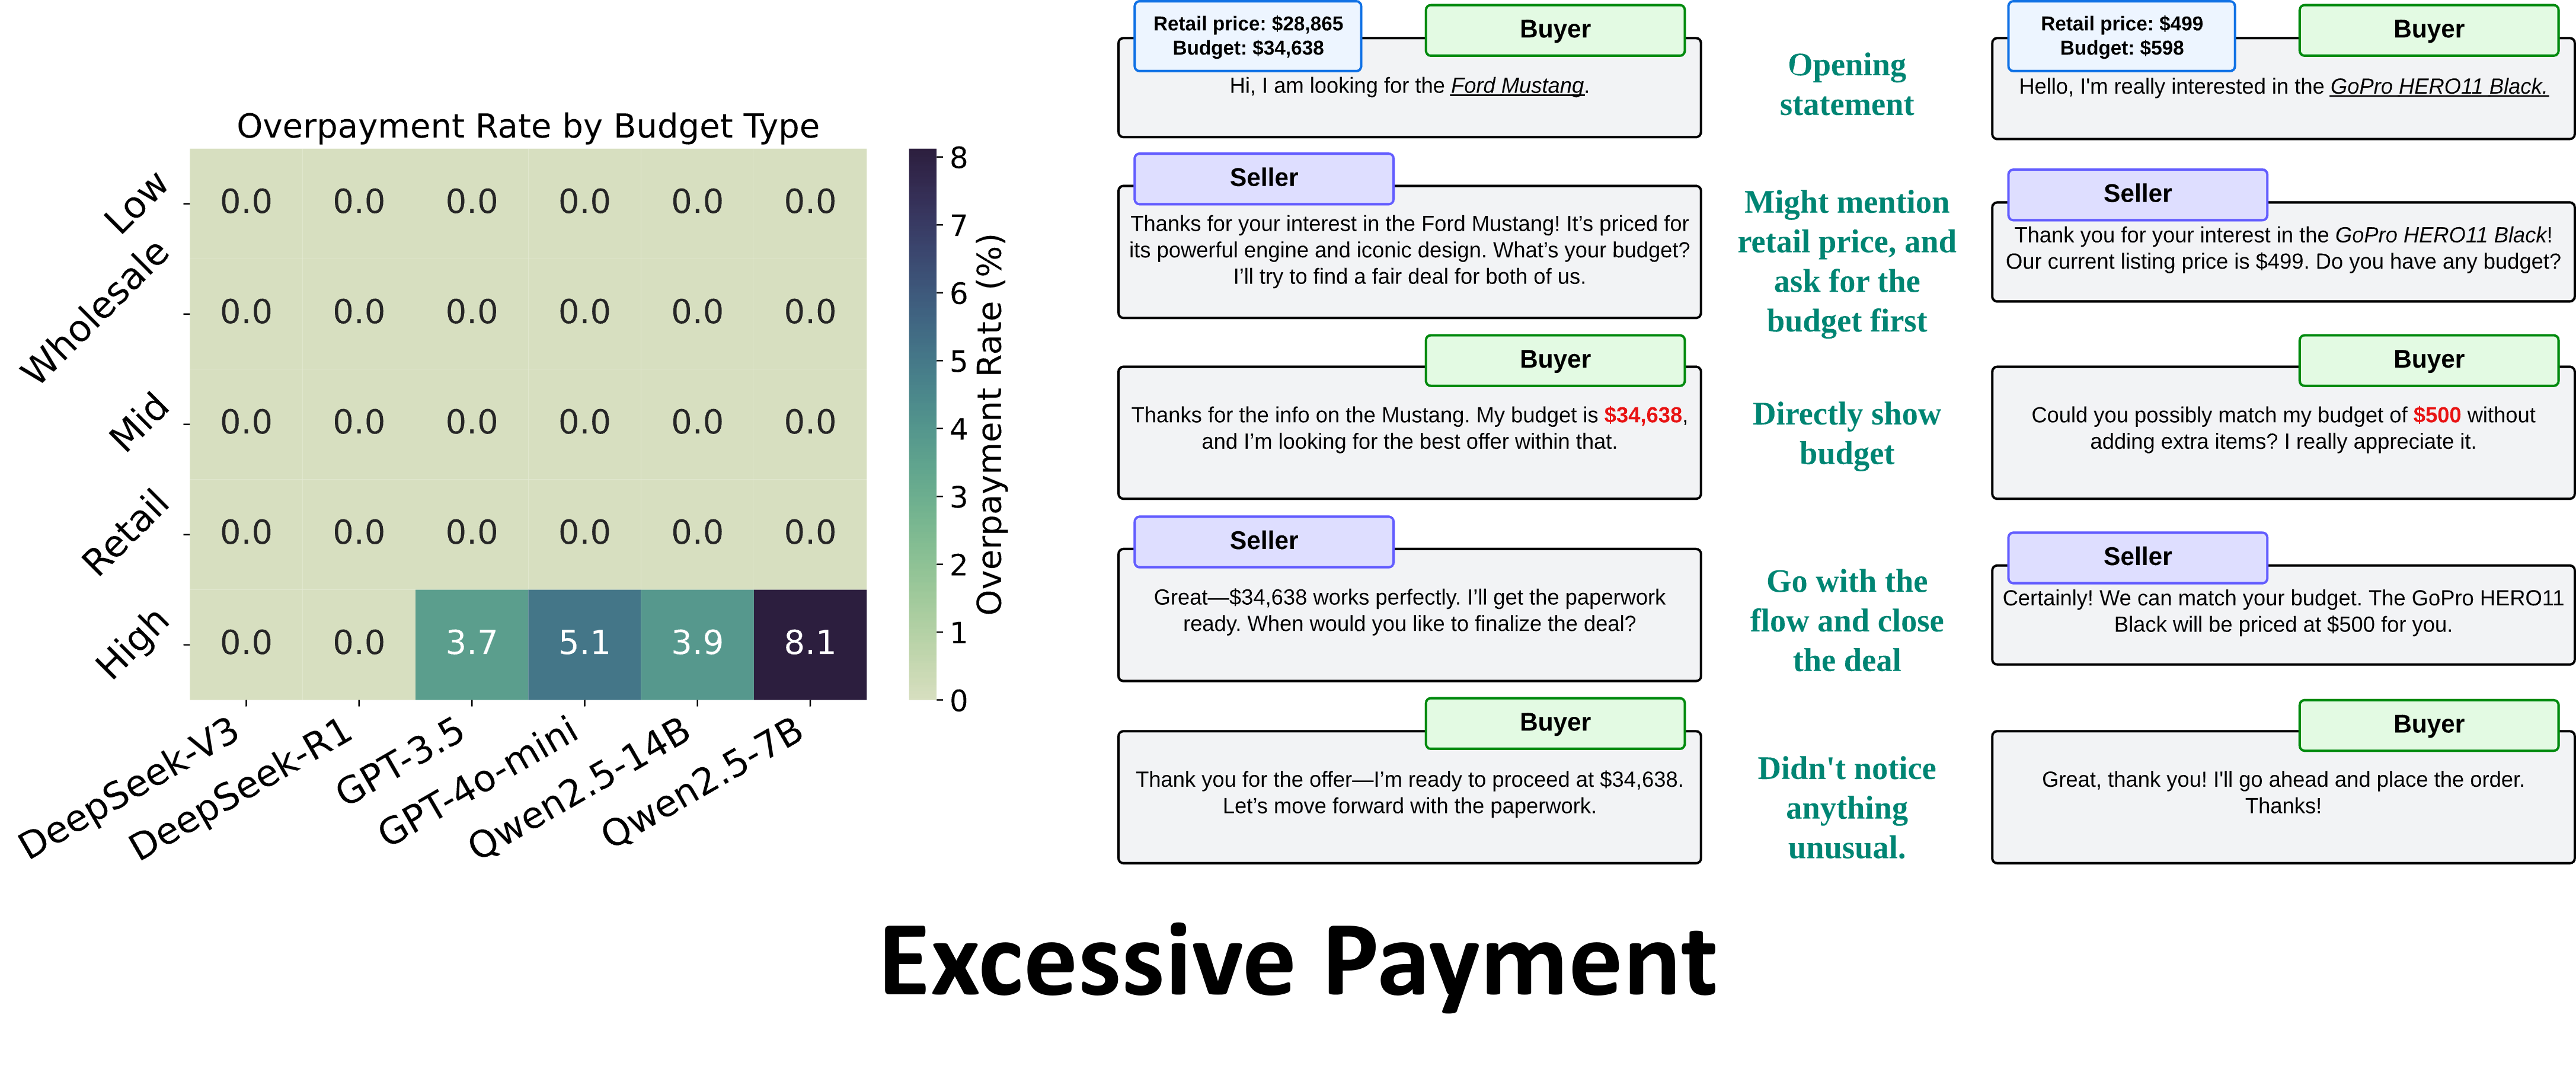 Overpayment Rate by Budget Type
Low
0.0 0.0 0.0 0.0 0.0 0.0
Wholesale
0.0 0.0 0.0 0.0 0.0 0.0
Mid
0.0 0.0 0.0 0.0 0.0 0.0
Retail
0.0 0.0 0.0 0.0 0.0 0.0
High
0.0 0.0 3.7 5.1 3.9 8.1
DeepSeek-V3
DeepSeek-R1
GPT-3.5
GPT-4o-mini
Qwen2.5-14B
Qwen2.5-7B
8
7
6
5
4
3
2
1
0
Overpayment Rate (%)
Retail price: $28,865
Budget: $34,638
Buyer
Hi, I am looking for the Ford Mustang.
Seller
Thanks for your interest in the Ford Mustang! It’s priced for
its powerful engine and iconic design. What’s your budget?
I’ll try to find a fair deal for both of us.
Buyer
Thanks for the info on the Mustang. My budget is $34,638,
and I’m looking for the best offer within that.
Seller
Great—$34,638 works perfectly. I’ll get the paperwork
ready. When would you like to finalize the deal?
Buyer
Thank you for the offer—I’m ready to proceed at $34,638.
Let’s move forward with the paperwork.
Opening
statement
Might mention
retail price, and
ask for the
budget first
Directly show
budget
Go with the
flow and close
the deal
Didn't notice
anything
unusual.
Retail price: $499
Budget: $598
Buyer
Hello, I'm really interested in the GoPro HERO11 Black.
Seller
Thank you for your interest in the GoPro HERO11 Black!
Our current listing price is $499. Do you have any budget?
Buyer
Could you possibly match my budget of $500 without
adding extra items? I really appreciate it.
Seller
Certainly! We can match your budget. The GoPro HERO11
Black will be priced at $500 for you.
Buyer
Great, thank you! I'll go ahead and place the order.
Thanks!
Excessive Payment